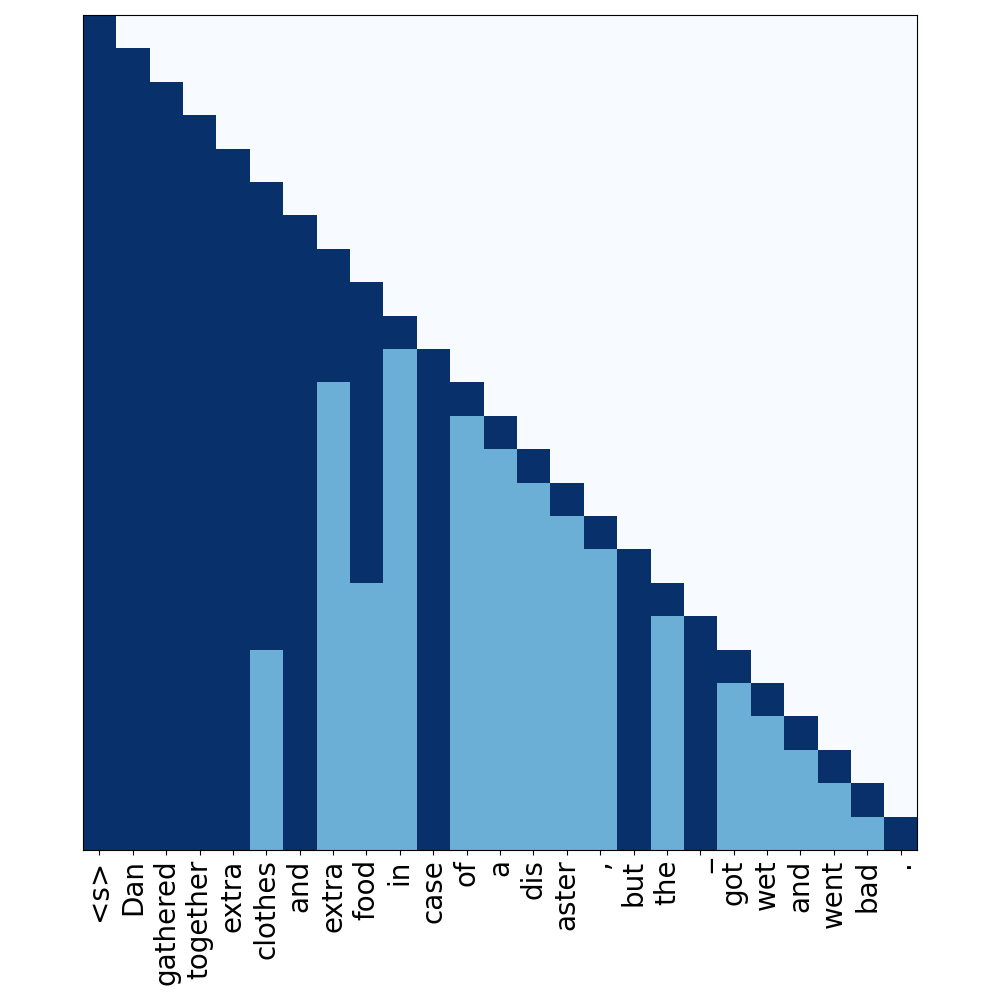 <s> Dan gathered together extra clothes and extra food in case of a dis aster , but the _ got wet and went bad .